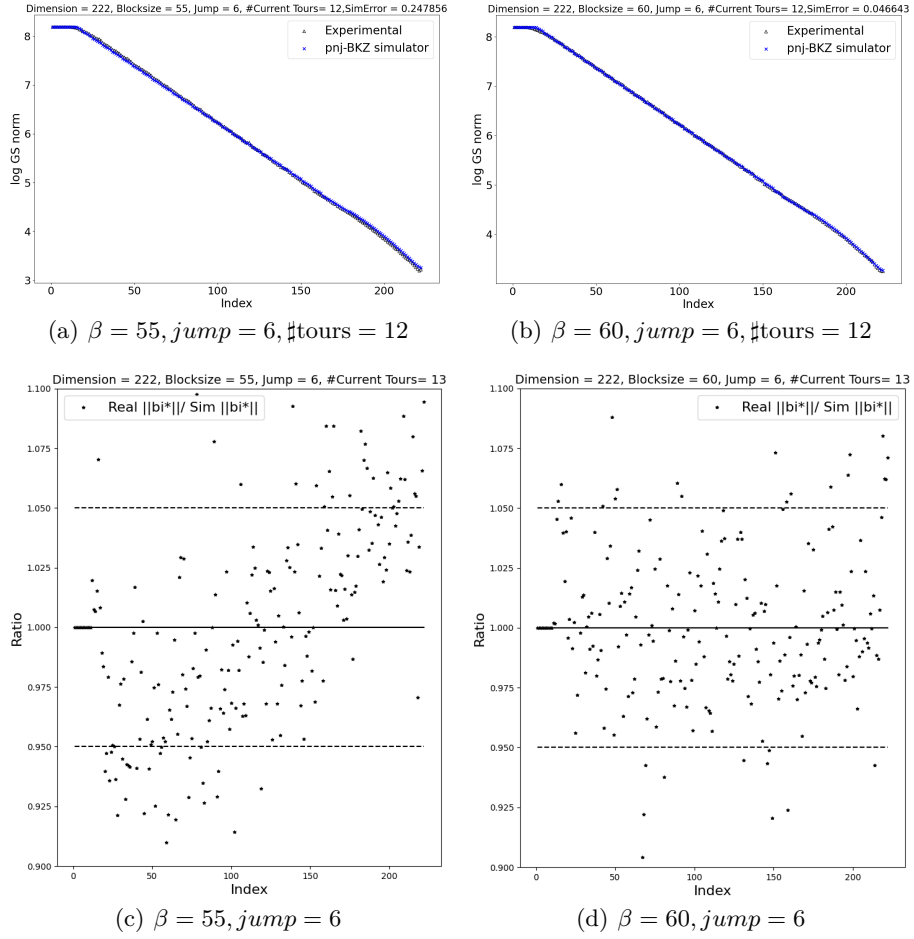 Dimension = 222, Blocksize = 55, Jump = 6, #Current Tours= 12,SimError = 0.247856
Experimental
pnj-BKZ simulator
log GS norm
8
7
6
5
4
3
0 50 100 150 200
Index
(a) β = 55, jump = 6, ♯tours = 12
Dimension = 222, Blocksize = 60, Jump = 6, #Current Tours= 12,SimError = 0.046643
Experimental
pnj-BKZ simulator
log GS norm
8
7
6
5
4
0 50 100 150 200
Index
(b) β = 60, jump = 6, ♯tours = 12
Dimension = 222, Blocksize = 55, Jump = 6, #Current Tours= 13
Real ||bi*||/ Sim ||bi*||
Ratio
1.100
1.075
1.050
1.025
1.000
0.975
0.950
0.925
0.900
0 50 100 150 200
Index
(c) β = 55, jump = 6
Dimension = 222, Blocksize = 60, Jump = 6, #Current Tours= 13
Real ||bi*||/ Sim ||bi*||
Ratio
1.100
1.075
1.050
1.025
1.000
0.975
0.950
0.925
0.900
0 50 100 150 200
Index
(d) β = 60, jump = 6